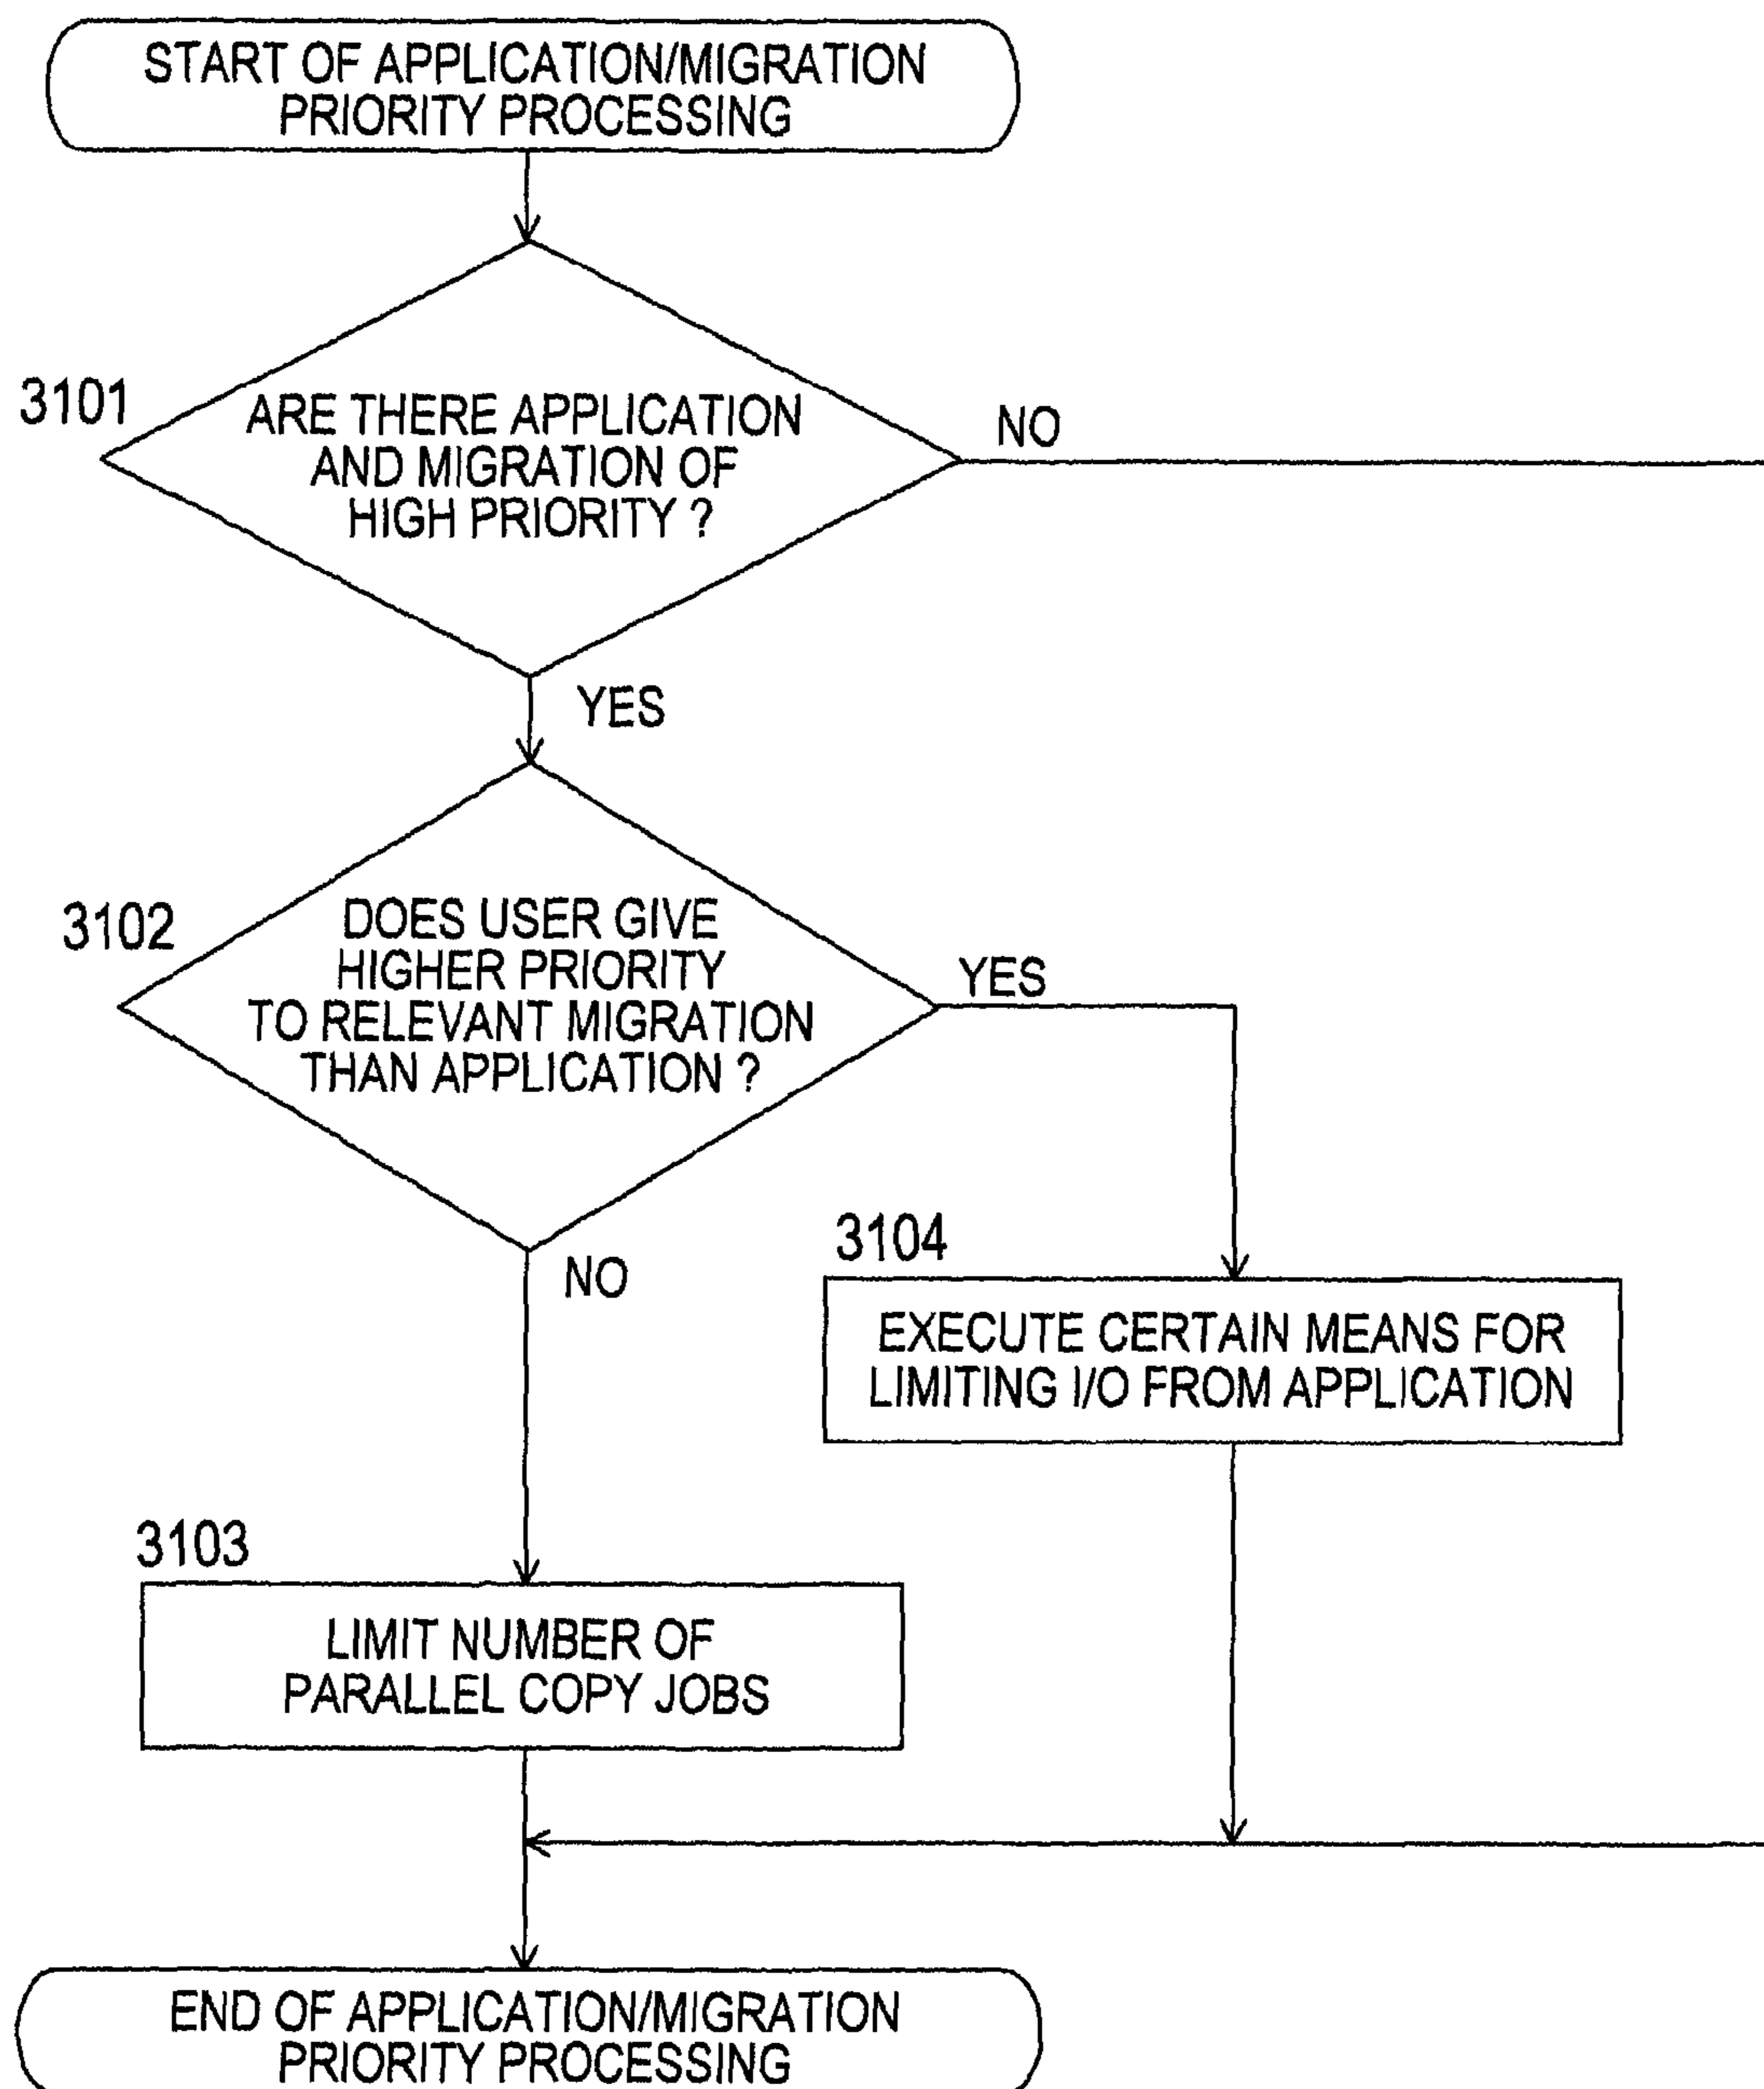 START OF APPLICATION/MIGRATION
PRIORITY PROCESSING
3101
ARE THERE APPLICATION
AND MIGRATION OF
HIGH PRIORITY ?
NO
YES
3102
DOES USER GIVE
HIGHER PRIORITY
TO RELEVANT MIGRATION
THAN APPLICATION ?
YES
NO
3104
EXECUTE CERTAIN MEANS FOR
LIMITING I/O FROM APPLICATION
3103
LIMIT NUMBER OF
PARALLEL COPY JOBS
END OF APPLICATION/MIGRATION
PRIORITY PROCESSING